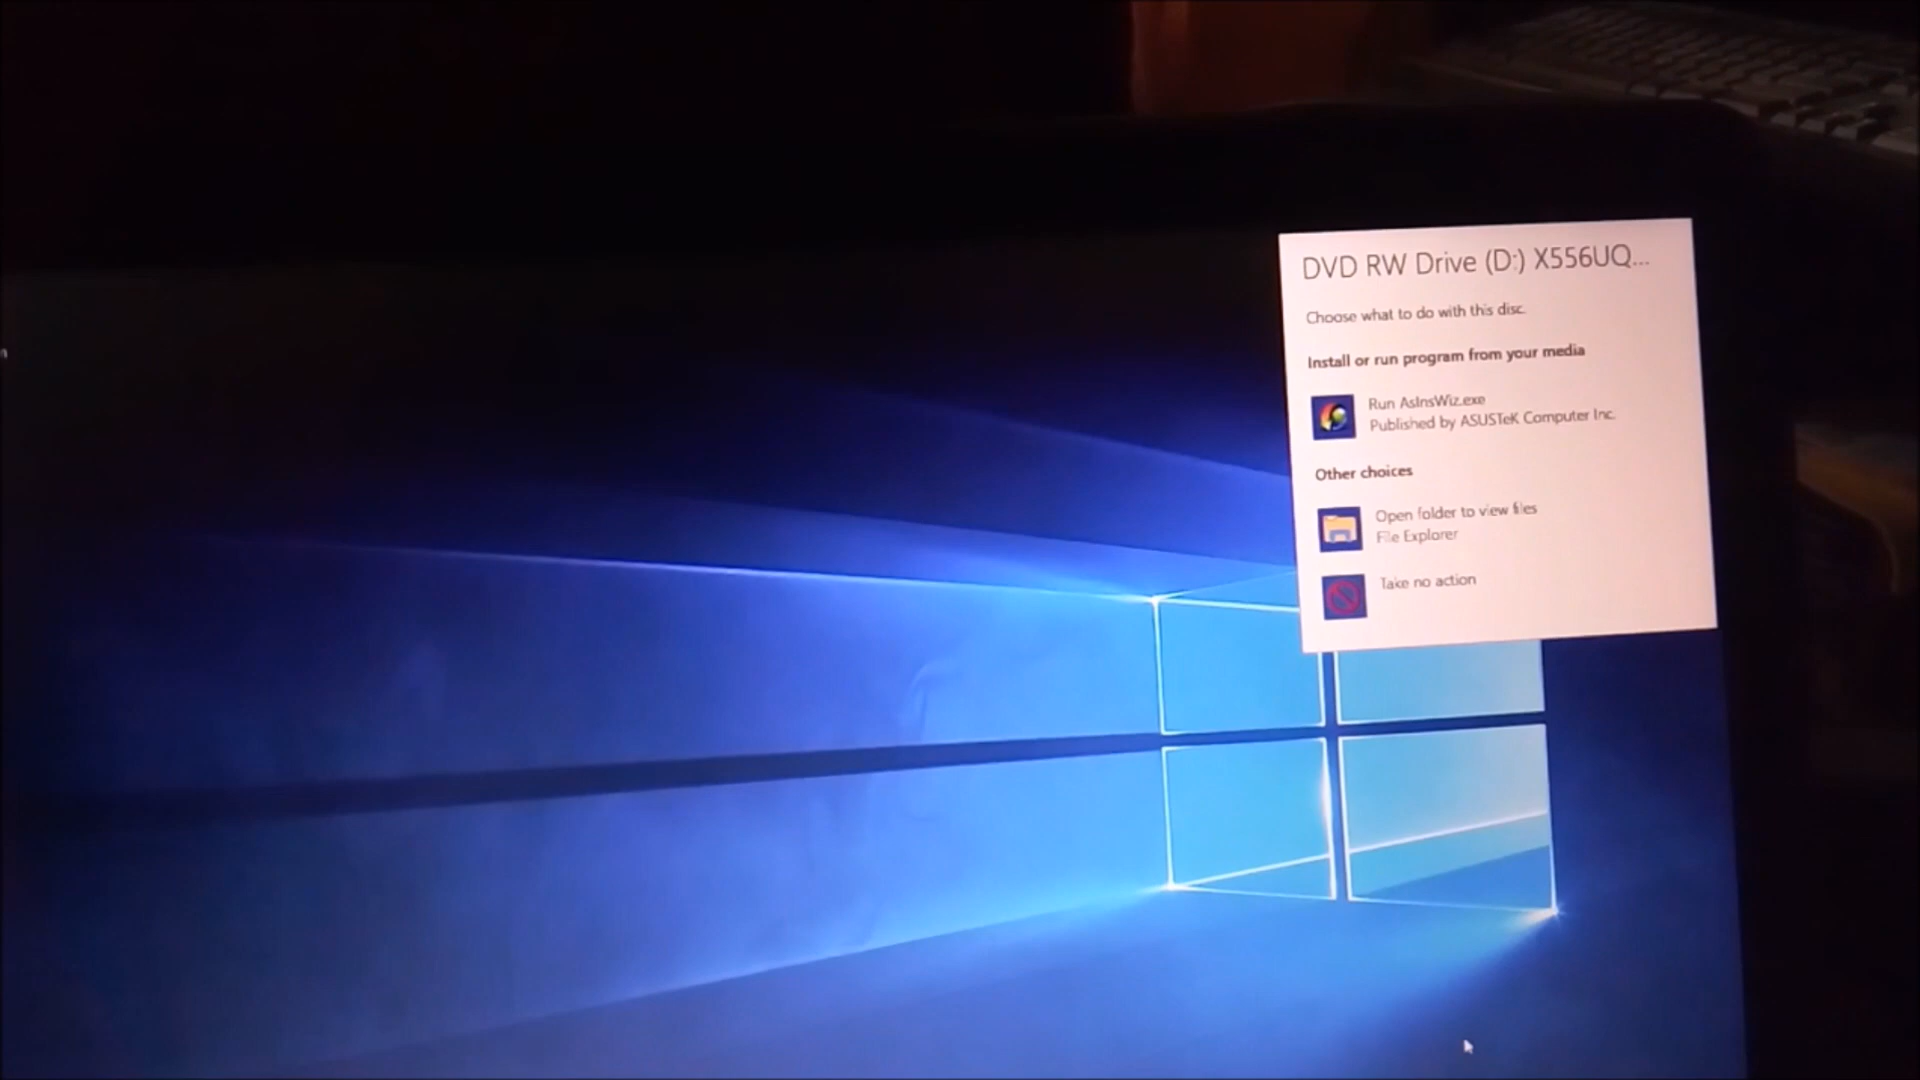 DVD RW Drive (D:) X556UQ...
Choose what to do with this disc.
Install or run program from your media
Run AsInsWiz.exe
Published by ASUSTeK Computer Inc.
Other choices
Open folder to view files
File Explorer
Take no action